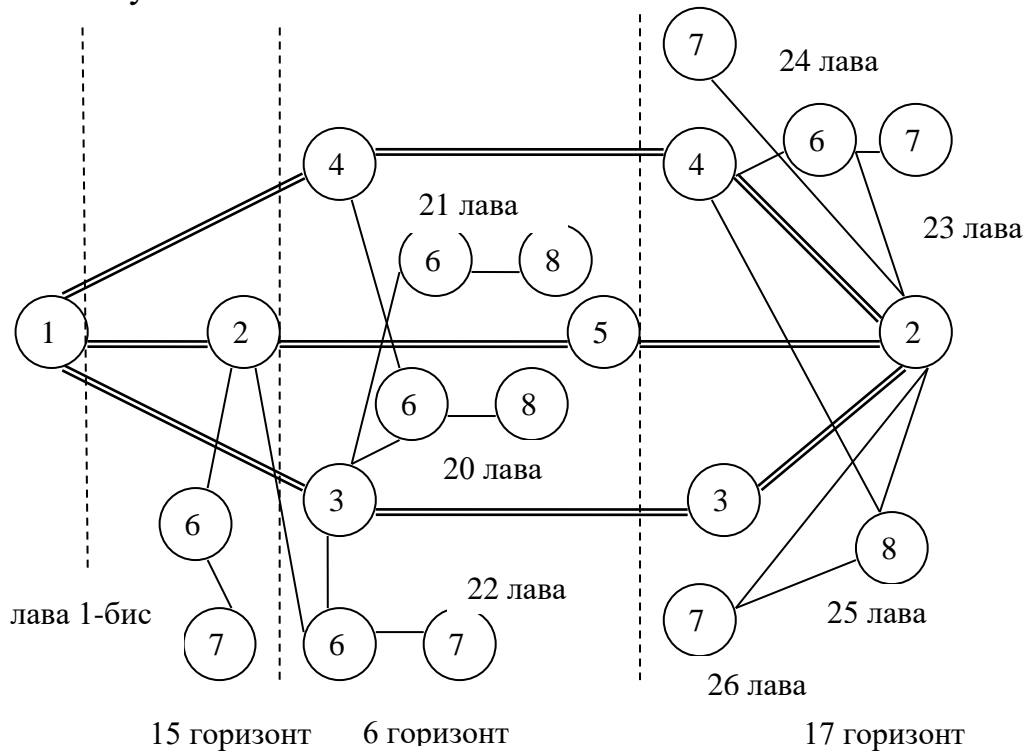 7
24 лава
6
7
4
4
21 лава
23 лава
6
8
1
2
5
2
6
8
20 лава
3
3
6
8
22 лава
лава 1-бис
7
6
7
7
25 лава
26 лава
15 горизонт
6 горизонт
17 горизонт